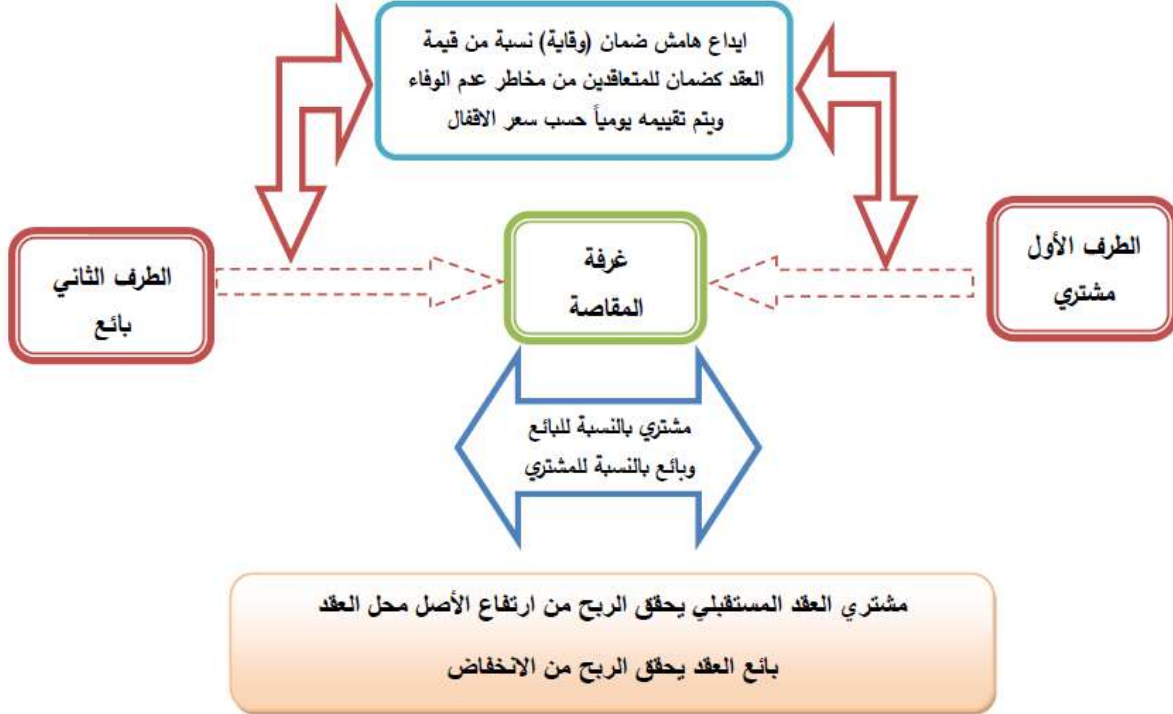 ايداع هامش ضمان (وقاية) نسبة من قيمة
العقد كضمان للمتعاقدين من مخاطر عدم الوفاء
ويتم تقييمه يومياً حسب سعر الاقفال
الطرف الأول
مشتري
غرفة
المقاصة
الطرف الثاني
بائع
مشتري بالنسبة للبائع
وبائع بالنسبة للمشتري
مشتري العقد المستقبلي يحقق الربح من ارتفاع الأصل محل العقد
بائع العقد يحقق الربح من الانخفاض